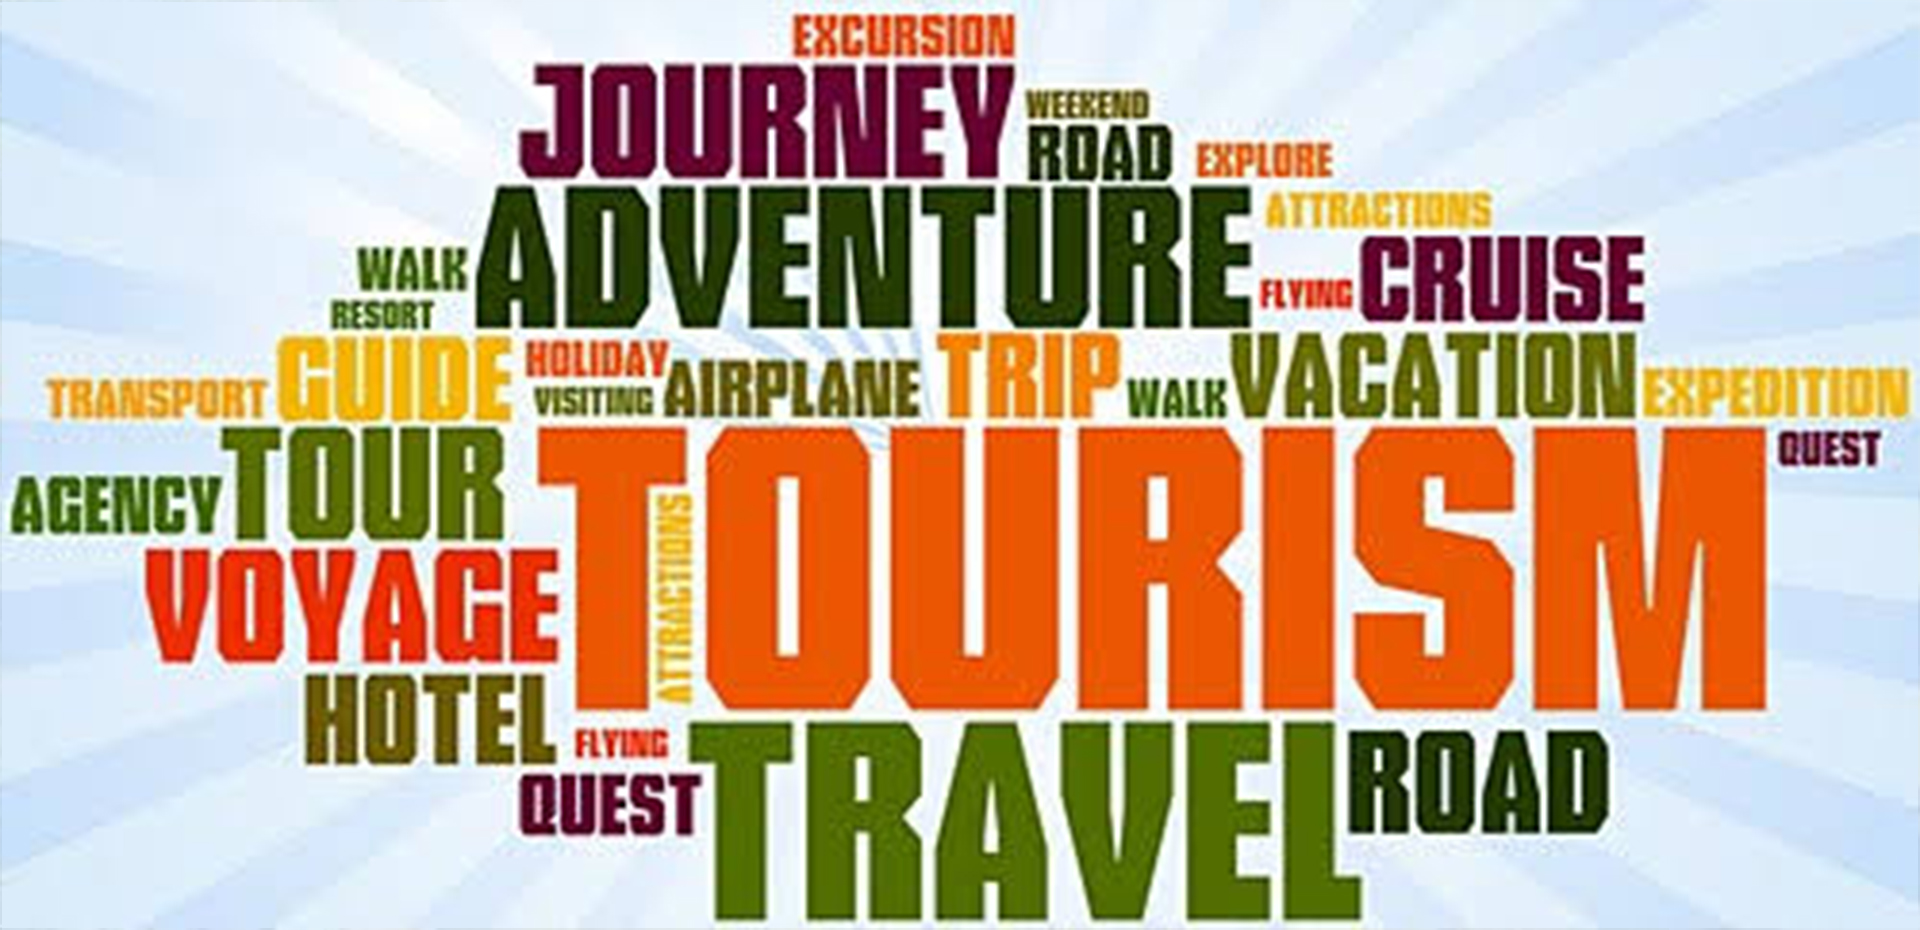 EXCURSION
JOURNEY
WEEKEND
ROAD
EXPLORE
ADVENTURE
ATTRACTIONS
WALK
FLYING
CRUISE
RESORT
TRANSPORT
GUIDE
HOLIDAY
VISITING
AIRPLANE
TRIP
WALK
VACATION
EXPEDITION
AGENCY
TOUR
TOURISM
QUEST
ATTRACTIONS
VOYAGE
HOTEL
FLYING
QUEST
TRAVEL
ROAD